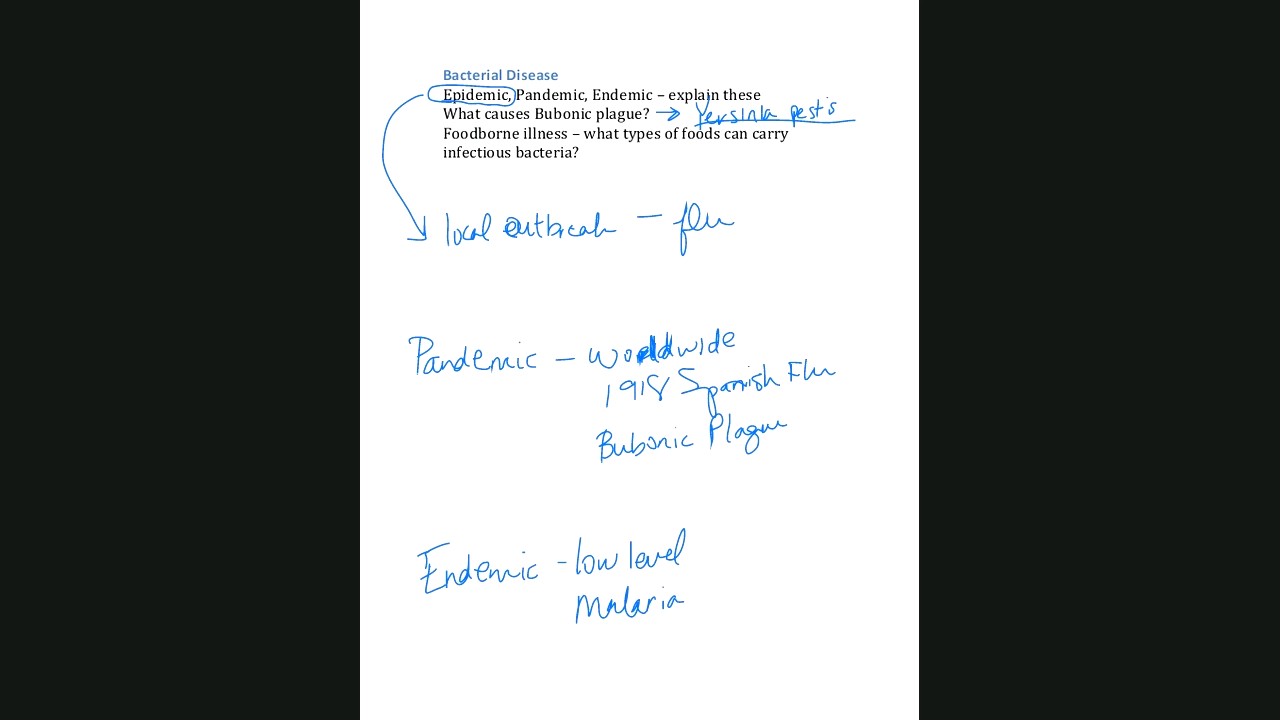 Bacterial Disease
Epidemic, Pandemic, Endemic – explain these
What causes Bubonic plague? → Yersinia pestis
Foodborne illness – what types of foods can carry
infectious bacteria?
local outbreak – flu
Pandemic – worldwide
1918 Spanish Flu
Bubonic Plague
Endemic - low level
Malaria